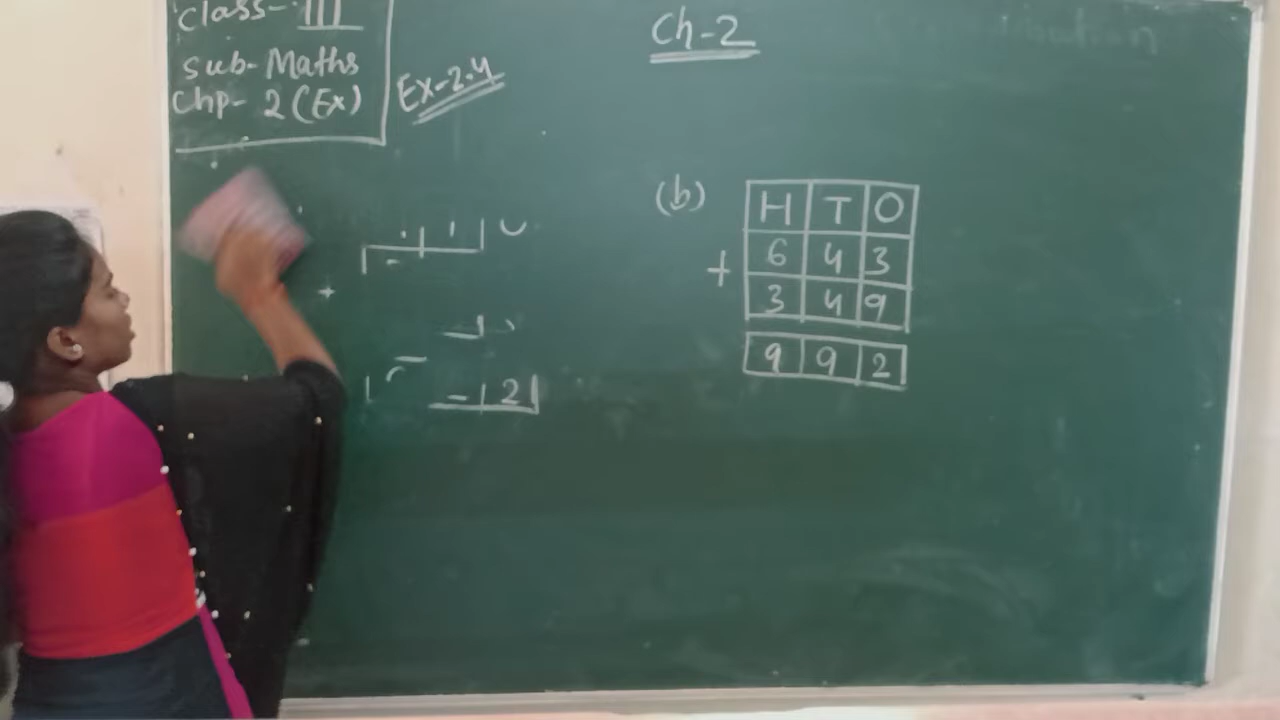 Class- III
Sub- Maths
Chp- 2 (Ex)
Ex-2.4
Ch-2
(b)
H T O
6 4 3
+ 3 4 9
9 9 2
2